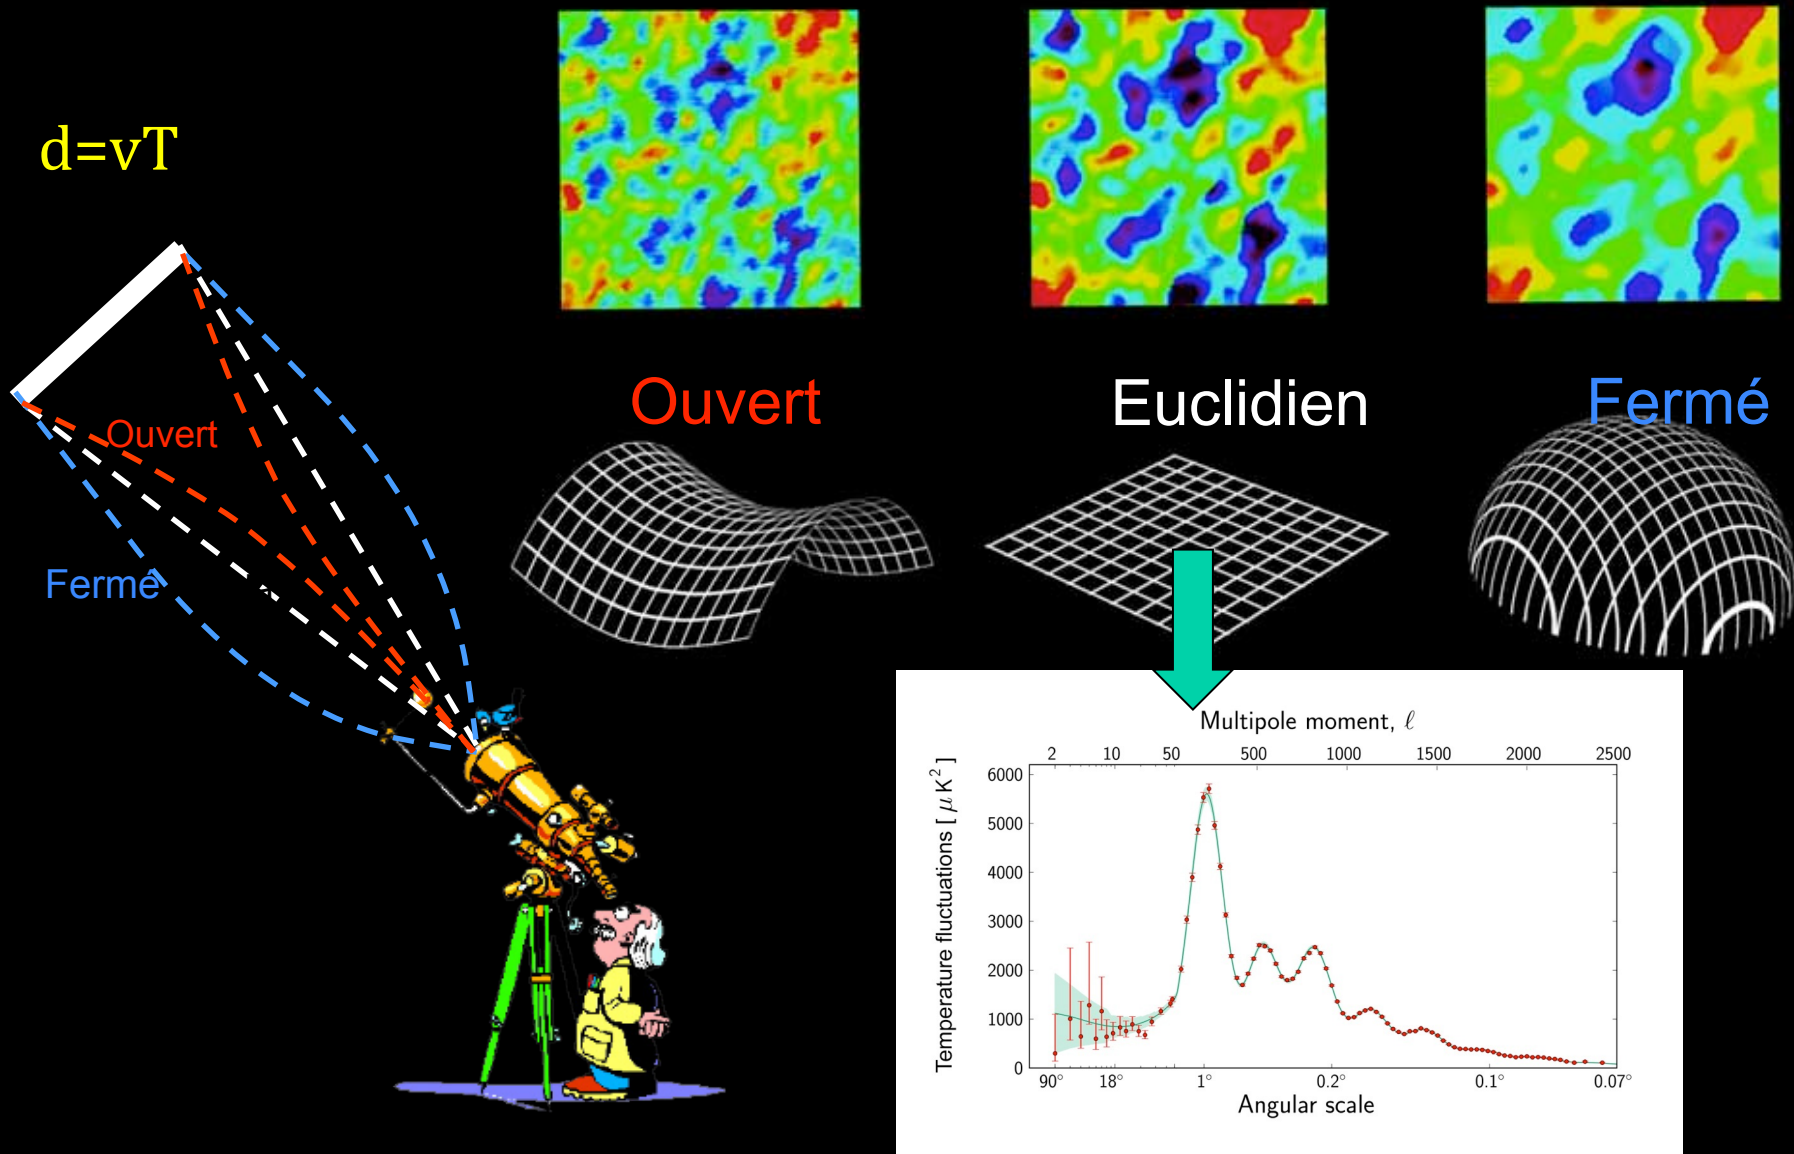 d=vT
Ouvert
Euclidien
Fermé
Ouvert
Fermé
Multipole moment, ℓ
2 10 50 500 1000 1500 2000 2500
Temperature fluctuations [ μ K² ]
6000
5000
4000
3000
2000
1000
0
90° 18° 1° 0.2° 0.1° 0.07°
Angular scale